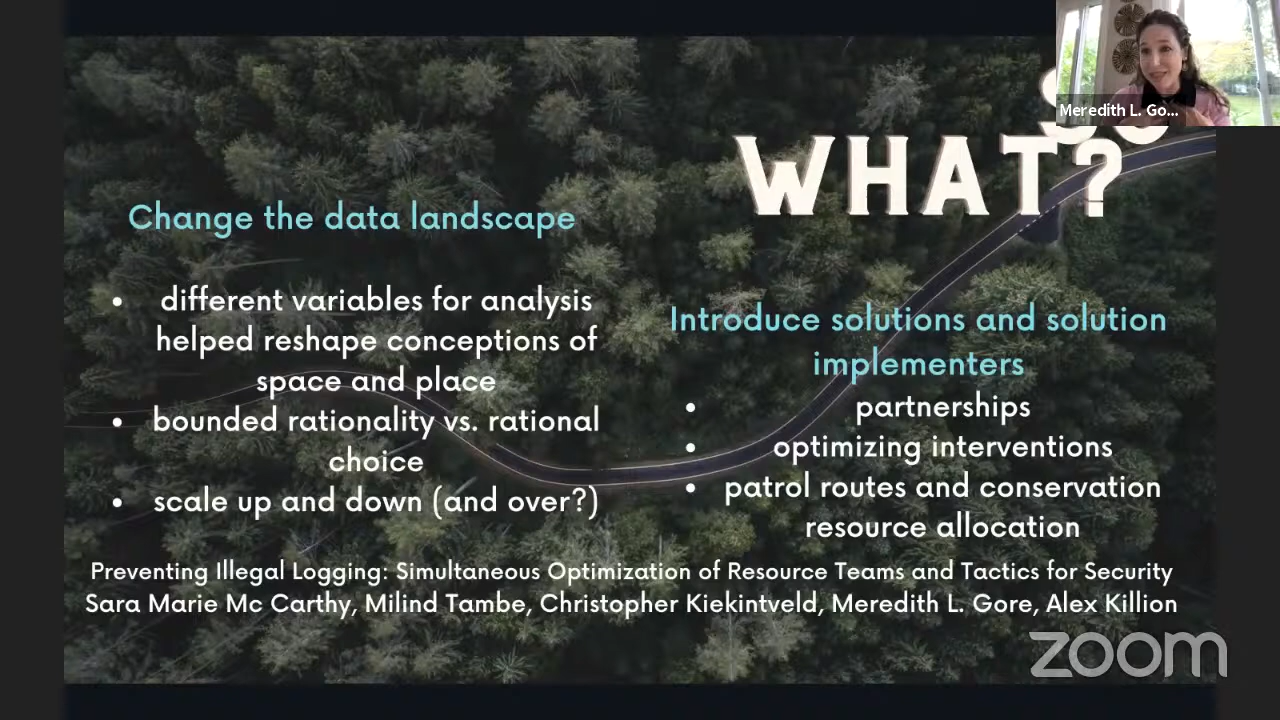 Meredith L. Go...
WHAT?
Change the data landscape
• different variables for analysis
helped reshape conceptions of
space and place
• bounded rationality vs. rational
choice
• scale up and down (and over?)
Introduce solutions and solution
implementers
• partnerships
• optimizing interventions
• patrol routes and conservation
resource allocation
Preventing Illegal Logging: Simultaneous Optimization of Resource Teams and Tactics for Security
Sara Marie Mc Carthy, Milind Tambe, Christopher Kiekintveld, Meredith L. Gore, Alex Killion
zoom